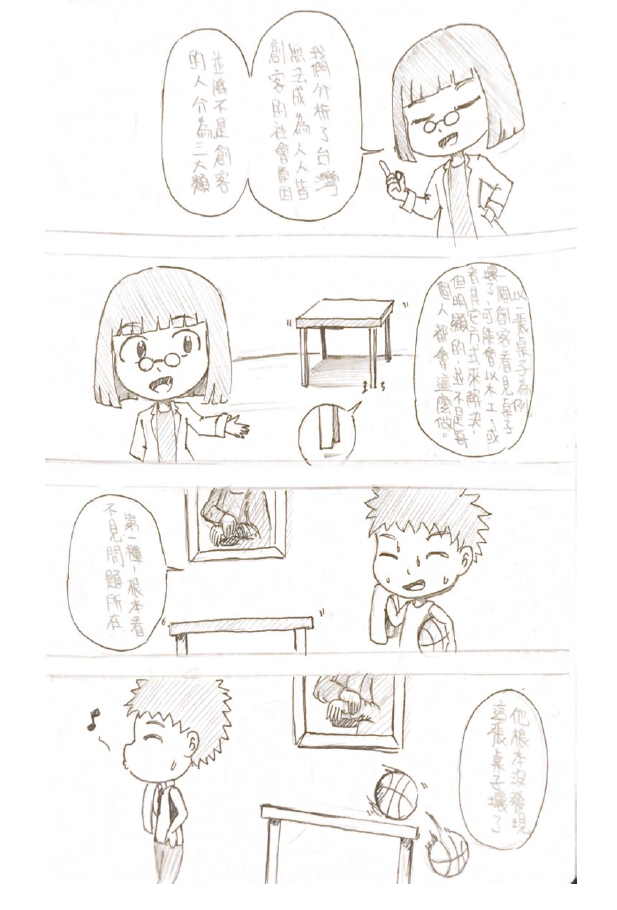 我們分析了台灣
無法成為人人皆
創客的社會原因
並將不是創客
的人分為三大類
以一張桌子為例,
一個創客看見桌子
壞了,可能會以木工,或
者其它方式來解決,
但明顯的並不是每
個人都會這麼做。
第一種,根本看
不見問題所在
他根本沒發現
這張桌子壞了